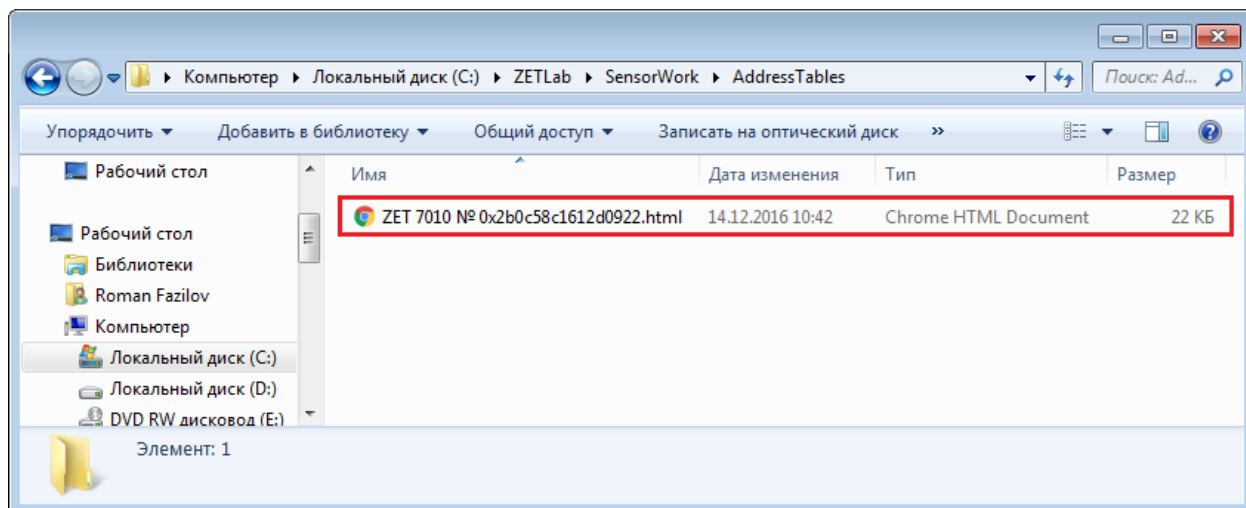 Компьютер ▸ Локальный диск (C:) ▸ ZETLab ▸ SensorWork ▸ AddressTables
Поиск: Ad...
Упорядочить Добавить в библиотеку Общий доступ Записать на оптический диск »
Рабочий стол
Имя Дата изменения Тип Размер
ZET 7010 № 0x2b0c58c1612d0922.html 14.12.2016 10:42 Chrome HTML Document 22 КБ
Рабочий стол
Библиотеки
Roman Fazilov
Компьютер
Локальный диск (C:)
Локальный диск (D:)
DVD RW дисковод (E:)
Элемент: 1